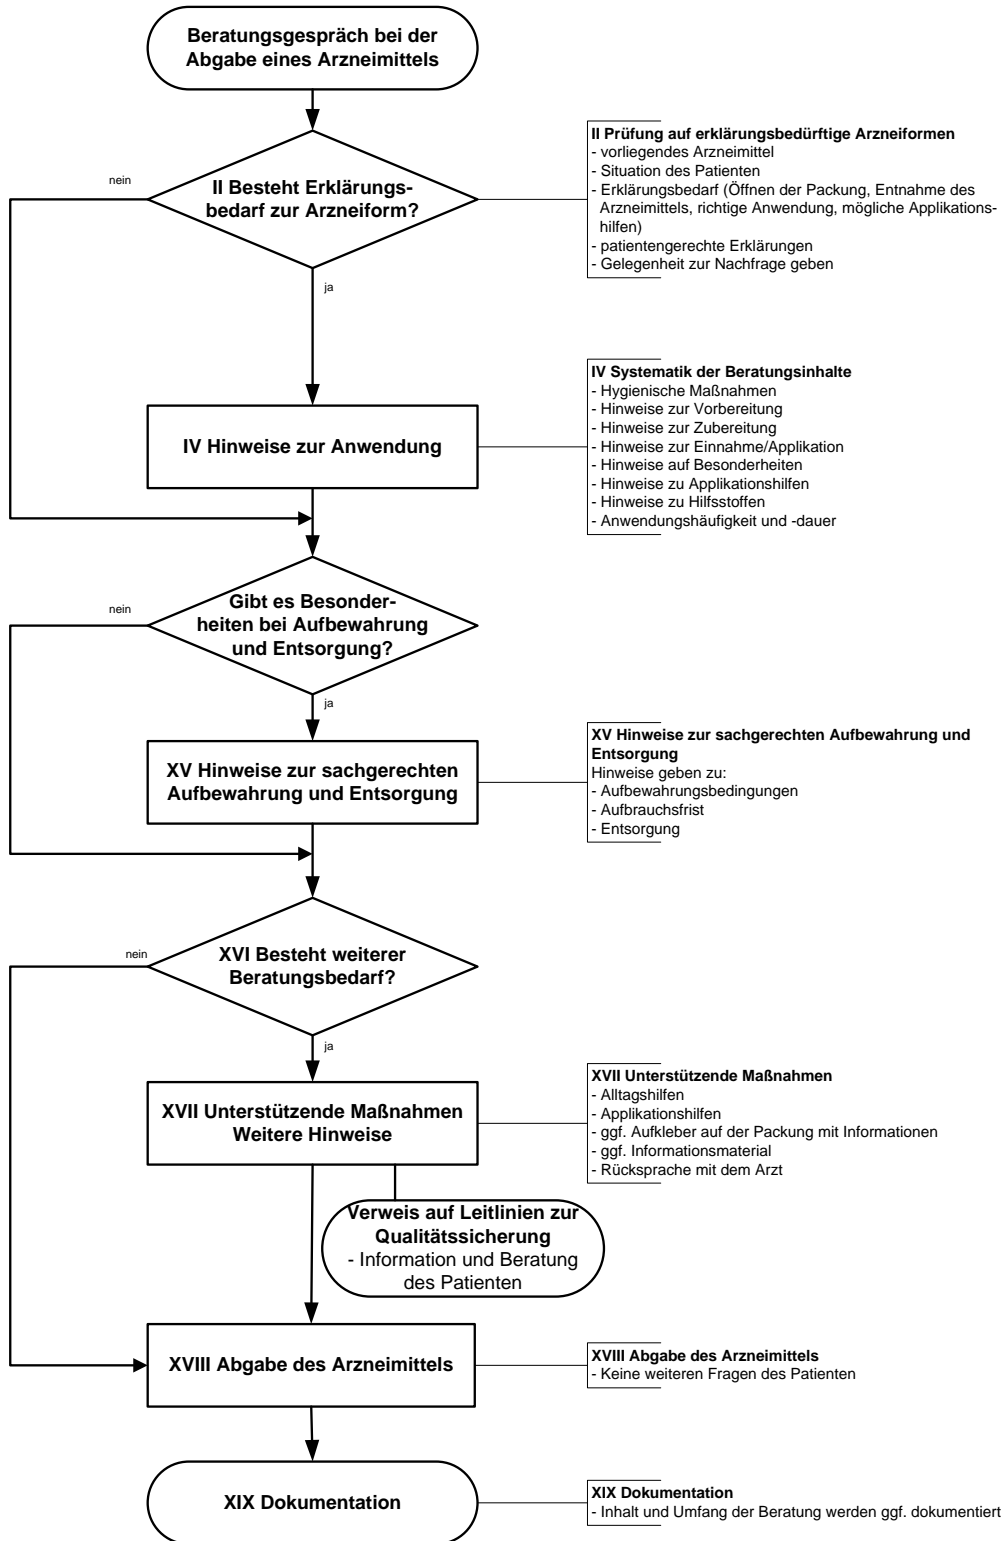 Beratungsgespräch bei der
Abgabe eines Arzneimittels
II Prüfung auf erklärungsbedürftige Arzneiformen
- vorliegendes Arzneimittel
- Situation des Patienten
- Erklärungsbedarf (Öffnen der Packung, Entnahme des
Arzneimittels, richtige Anwendung, mögliche Applikations-
hilfen)
- patientengerechte Erklärungen
- Gelegenheit zur Nachfrage geben
nein
II Besteht Erklärungs-
bedarf zur Arzneiform?
ja
IV Systematik der Beratungsinhalte
- Hygienische Maßnahmen
- Hinweise zur Vorbereitung
- Hinweise zur Zubereitung
- Hinweise zur Einnahme/Applikation
- Hinweise auf Besonderheiten
- Hinweise zu Applikationshilfen
- Hinweise zu Hilfsstoffen
- Anwendungshäufigkeit und -dauer
IV Hinweise zur Anwendung
nein
Gibt es Besonder-
heiten bei Aufbewahrung
und Entsorgung?
ja
XV Hinweise zur sachgerechten
Aufbewahrung und Entsorgung
XV Hinweise zur sachgerechten Aufbewahrung und
Entsorgung
Hinweise geben zu:
- Aufbewahrungsbedingungen
- Aufbrauchsfrist
- Entsorgung
nein
XVI Besteht weiterer
Beratungsbedarf?
ja
XVII Unterstützende Maßnahmen
Weitere Hinweise
XVII Unterstützende Maßnahmen
- Alltagshilfen
- Applikationshilfen
- ggf. Aufkleber auf der Packung mit Informationen
- ggf. Informationsmaterial
- Rücksprache mit dem Arzt
Verweis auf Leitlinien zur
Qualitätssicherung
- Information und Beratung
des Patienten
XVIII Abgabe des Arzneimittels
XVIII Abgabe des Arzneimittels
- Keine weiteren Fragen des Patienten
XIX Dokumentation
XIX Dokumentation
- Inhalt und Umfang der Beratung werden ggf. dokumentiert